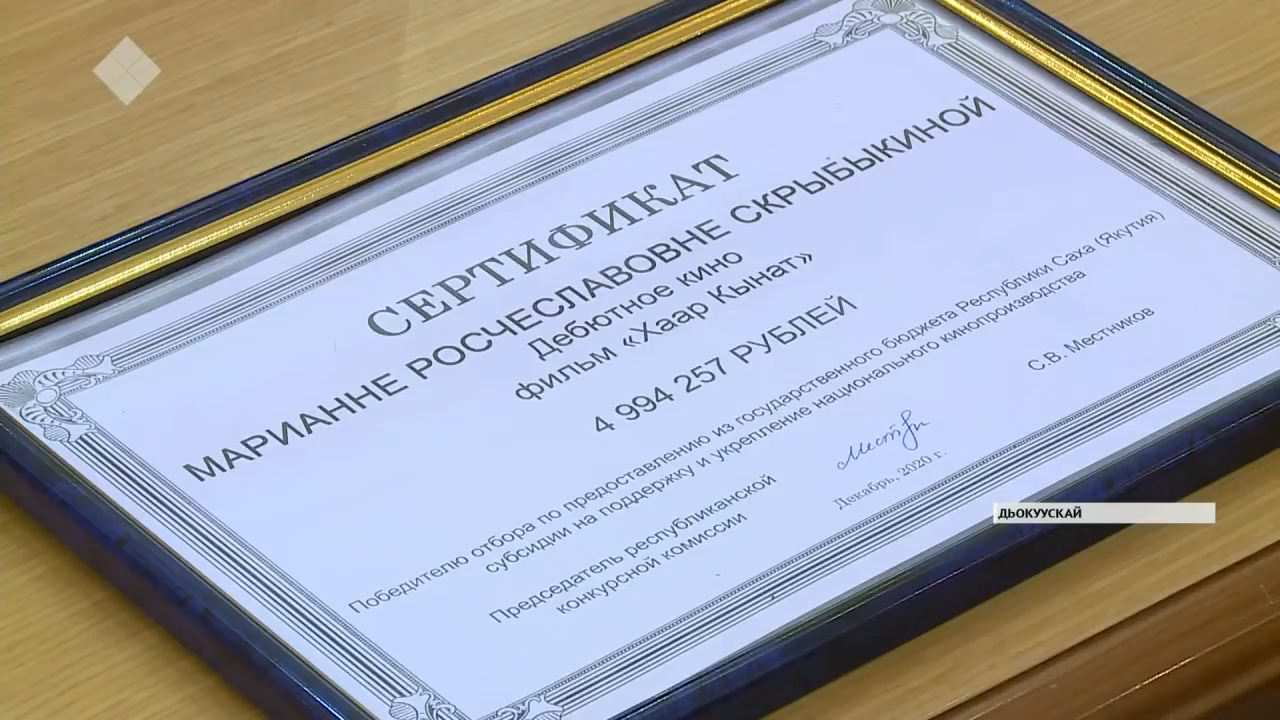 СЕРТИФИКАТ
МАРИАННЕ РОСЧЕСЛАВОВНЕ СКРЫБЫКИНОЙ
Дебютное кино
фильм «Хаар Кынат»
4 994 257 РУБЛЕЙ
Победителю отбора по предоставлению из государственного бюджета Республики Саха (Якутия)
субсидии на поддержку и укрепление национального кинопроизводства
Председатель республиканской
конкурсной комиссии
С.В. Местников
Декабрь, 2020 г.
ДЬОКУУСКАЙ